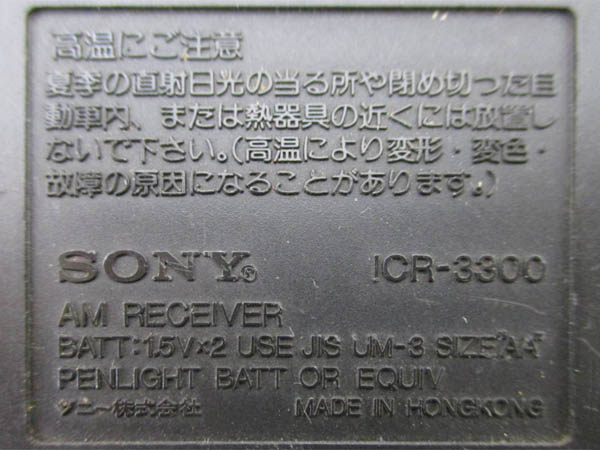 高温にご注意
夏季の直射日光の当る所や閉め切った自
動車内、または熱器具の近くには放置し
ないで下さい。(高温により変形・変色・
故障の原因になることがあります。)
SONY® ICR-3300
AM RECEIVER
BATT:1.5V×2 USE JIS UM-3 SIZE"AA"
PENLIGHT BATT OR EQUIV
ソニー株式会社 MADE IN HONGKONG